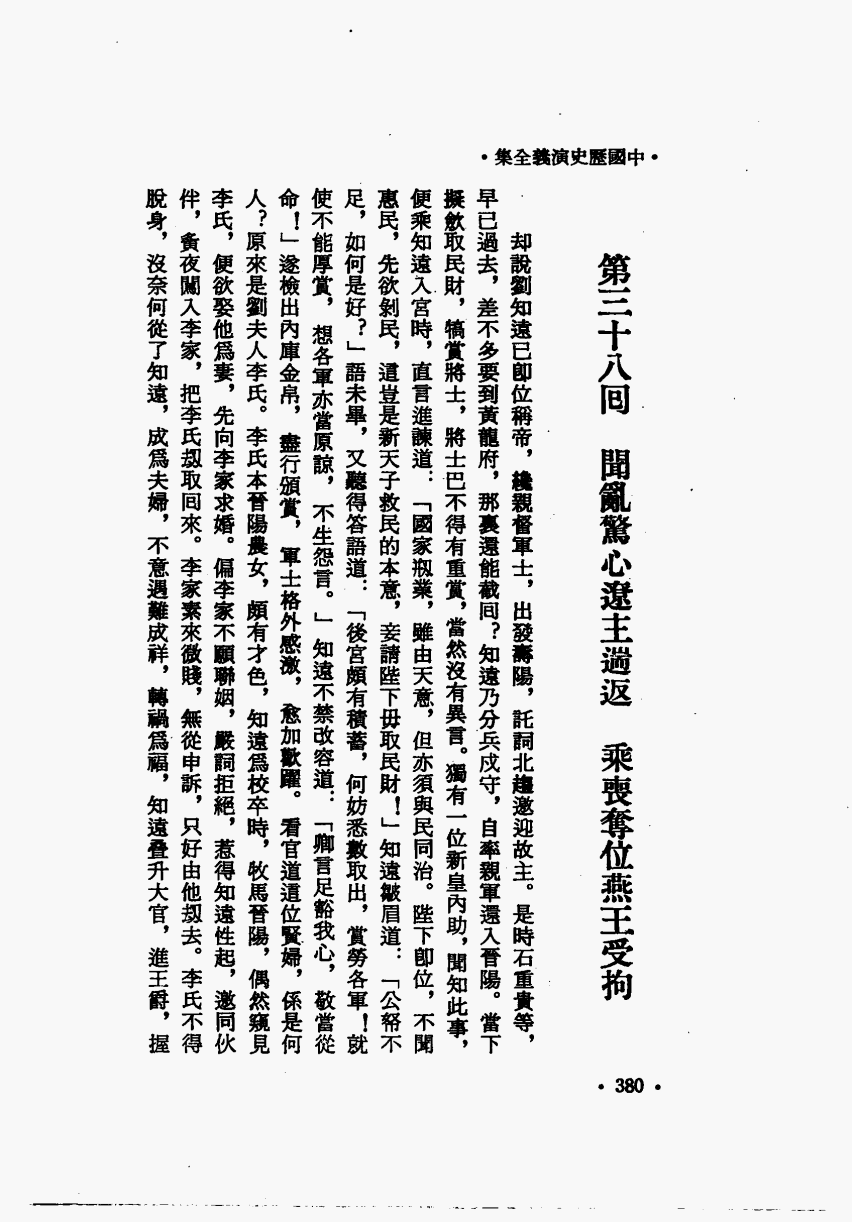 •中國歷史演義全集•
第三十八回　聞亂驚心遼主遄返　乘喪奪位燕王受拘
却說劉知遠已卽位稱帝，纔親督軍士，出發壽陽，託詞北趨邀迎故主。是時石重貴等，
早已過去，差不多要到黃龍府，那裏還能截回？知遠乃分兵戍守，自率親軍還入晉陽。當下
擬斂取民財，犒賞將士，將士巴不得有重賞，當然沒有異言。獨有一位新皇內助，聞知此事，
便乘知遠入宮時，直言進諫道：「國家刱業，雖由天意，但亦須與民同治。陛下卽位，不聞
惠民，先欲剝民，這豈是新天子救民的本意，妾請陛下毋取民財！」知遠皺眉道：「公帑不
足，如何是好？」語未畢，又聽得答語道：「後宮頗有積蓄，何妨悉數取出，賞勞各軍！就
使不能厚賞，想各軍亦當原諒，不生怨言。」知遠不禁改容道：「卿言足豁我心，敬當從
命！」遂檢出內庫金帛，盡行頒賞，軍士格外感激，愈加歡躍。看官道這位賢婦，係是何
人？原來是劉夫人李氏。李氏本晉陽農女，頗有才色，知遠爲校卒時，牧馬晉陽，偶然窺見
李氏，便欲娶他爲妻，先向李家求婚。偏李家不願聯姻，嚴詞拒絕，惹得知遠性起，邀同伙
伴，夤夜闖入李家，把李氏刼取回來。李家素來微賤，無從申訴，只好由他刼去。李氏不得
脫身，沒奈何從了知遠，成爲夫婦，不意遇難成祥，轉禍爲福，知遠疊升大官，進王爵，握
• 380 •